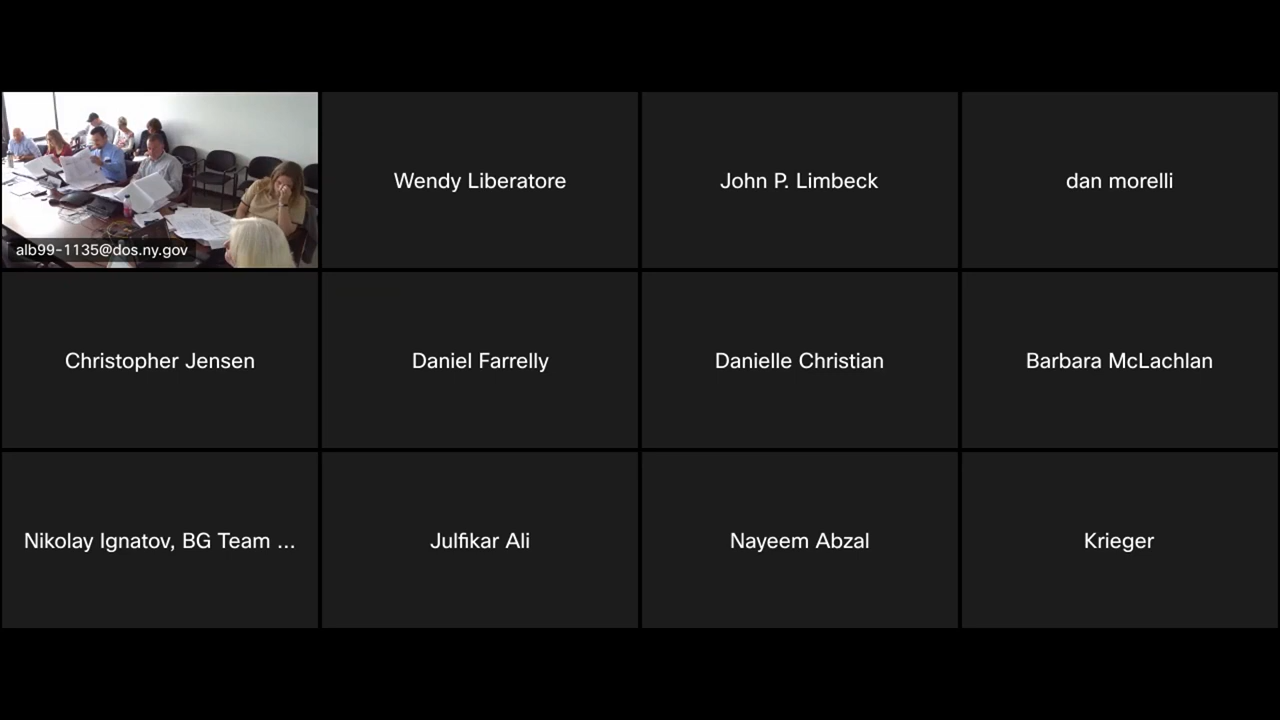 alb99-1135@dos.ny.gov
Wendy Liberatore
John P. Limbeck
dan morelli
Christopher Jensen
Daniel Farrelly
Danielle Christian
Barbara McLachlan
Nikolay Ignatov, BG Team ...
Julfikar Ali
Nayeem Abzal
Krieger